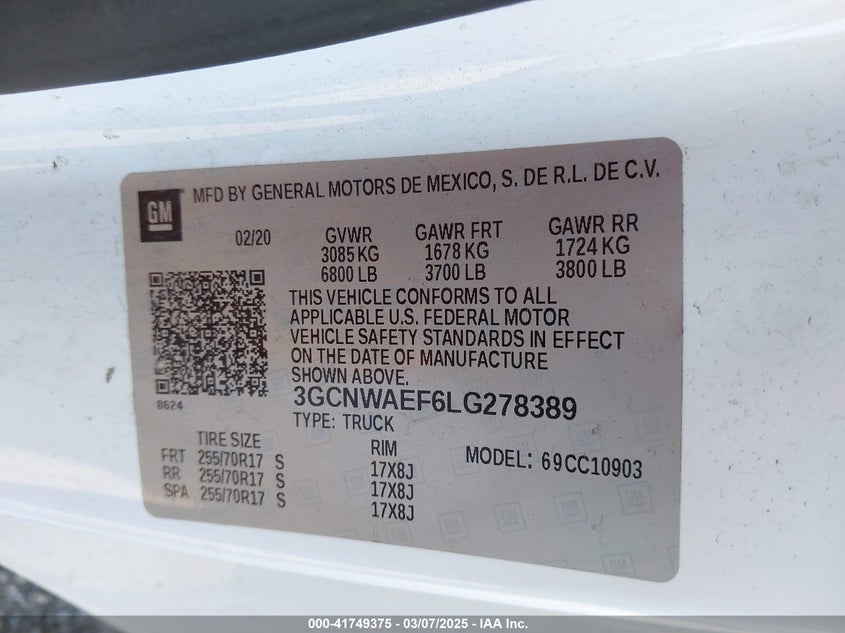 GM
MFD BY GENERAL MOTORS DE MEXICO, S. DE R.L. DE C.V.
02/20 GVWR GAWR FRT GAWR RR
3085 KG 1678 KG 1724 KG
6800 LB 3700 LB 3800 LB
THIS VEHICLE CONFORMS TO ALL
APPLICABLE U.S. FEDERAL MOTOR
VEHICLE SAFETY STANDARDS IN EFFECT
ON THE DATE OF MANUFACTURE
SHOWN ABOVE.
8624
3GCNWAEF6LG278389
TYPE: TRUCK
TIRE SIZE RIM MODEL: 69CC10903
FRT 255/70R17 S 17X8J
RR 255/70R17 S 17X8J
SPA 255/70R17 S 17X8J
000-41749375 - 03/07/2025 - IAA Inc.